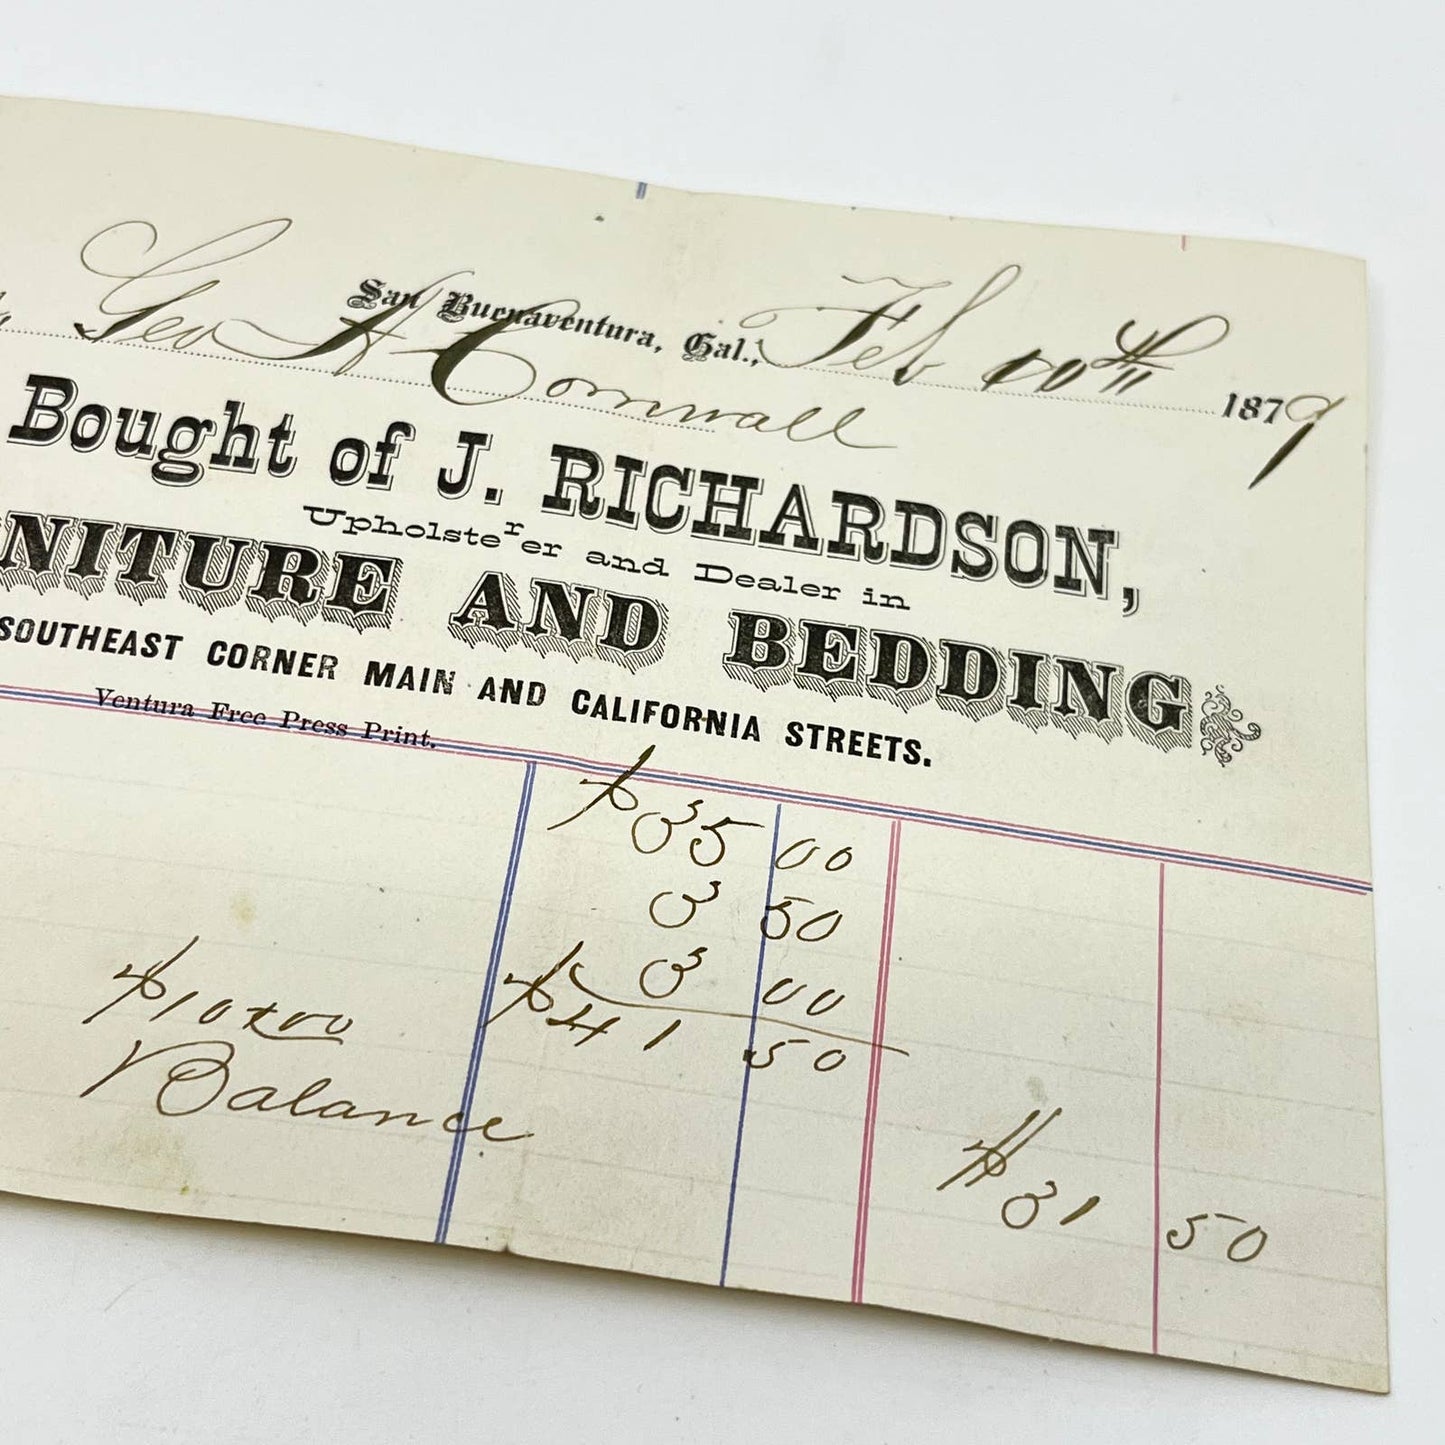 San Buenaventura, Cal., Feb 10th 1879
Geo A Cornwall
Bought of J. RICHARDSON,
Upholsterer and Dealer in
NITURE AND BEDDING
SOUTHEAST CORNER MAIN AND CALIFORNIA STREETS.
Ventura Free Press Print.
$ 35 00
3 50
3 00
$10 00 $41 50
Balance
$31 50